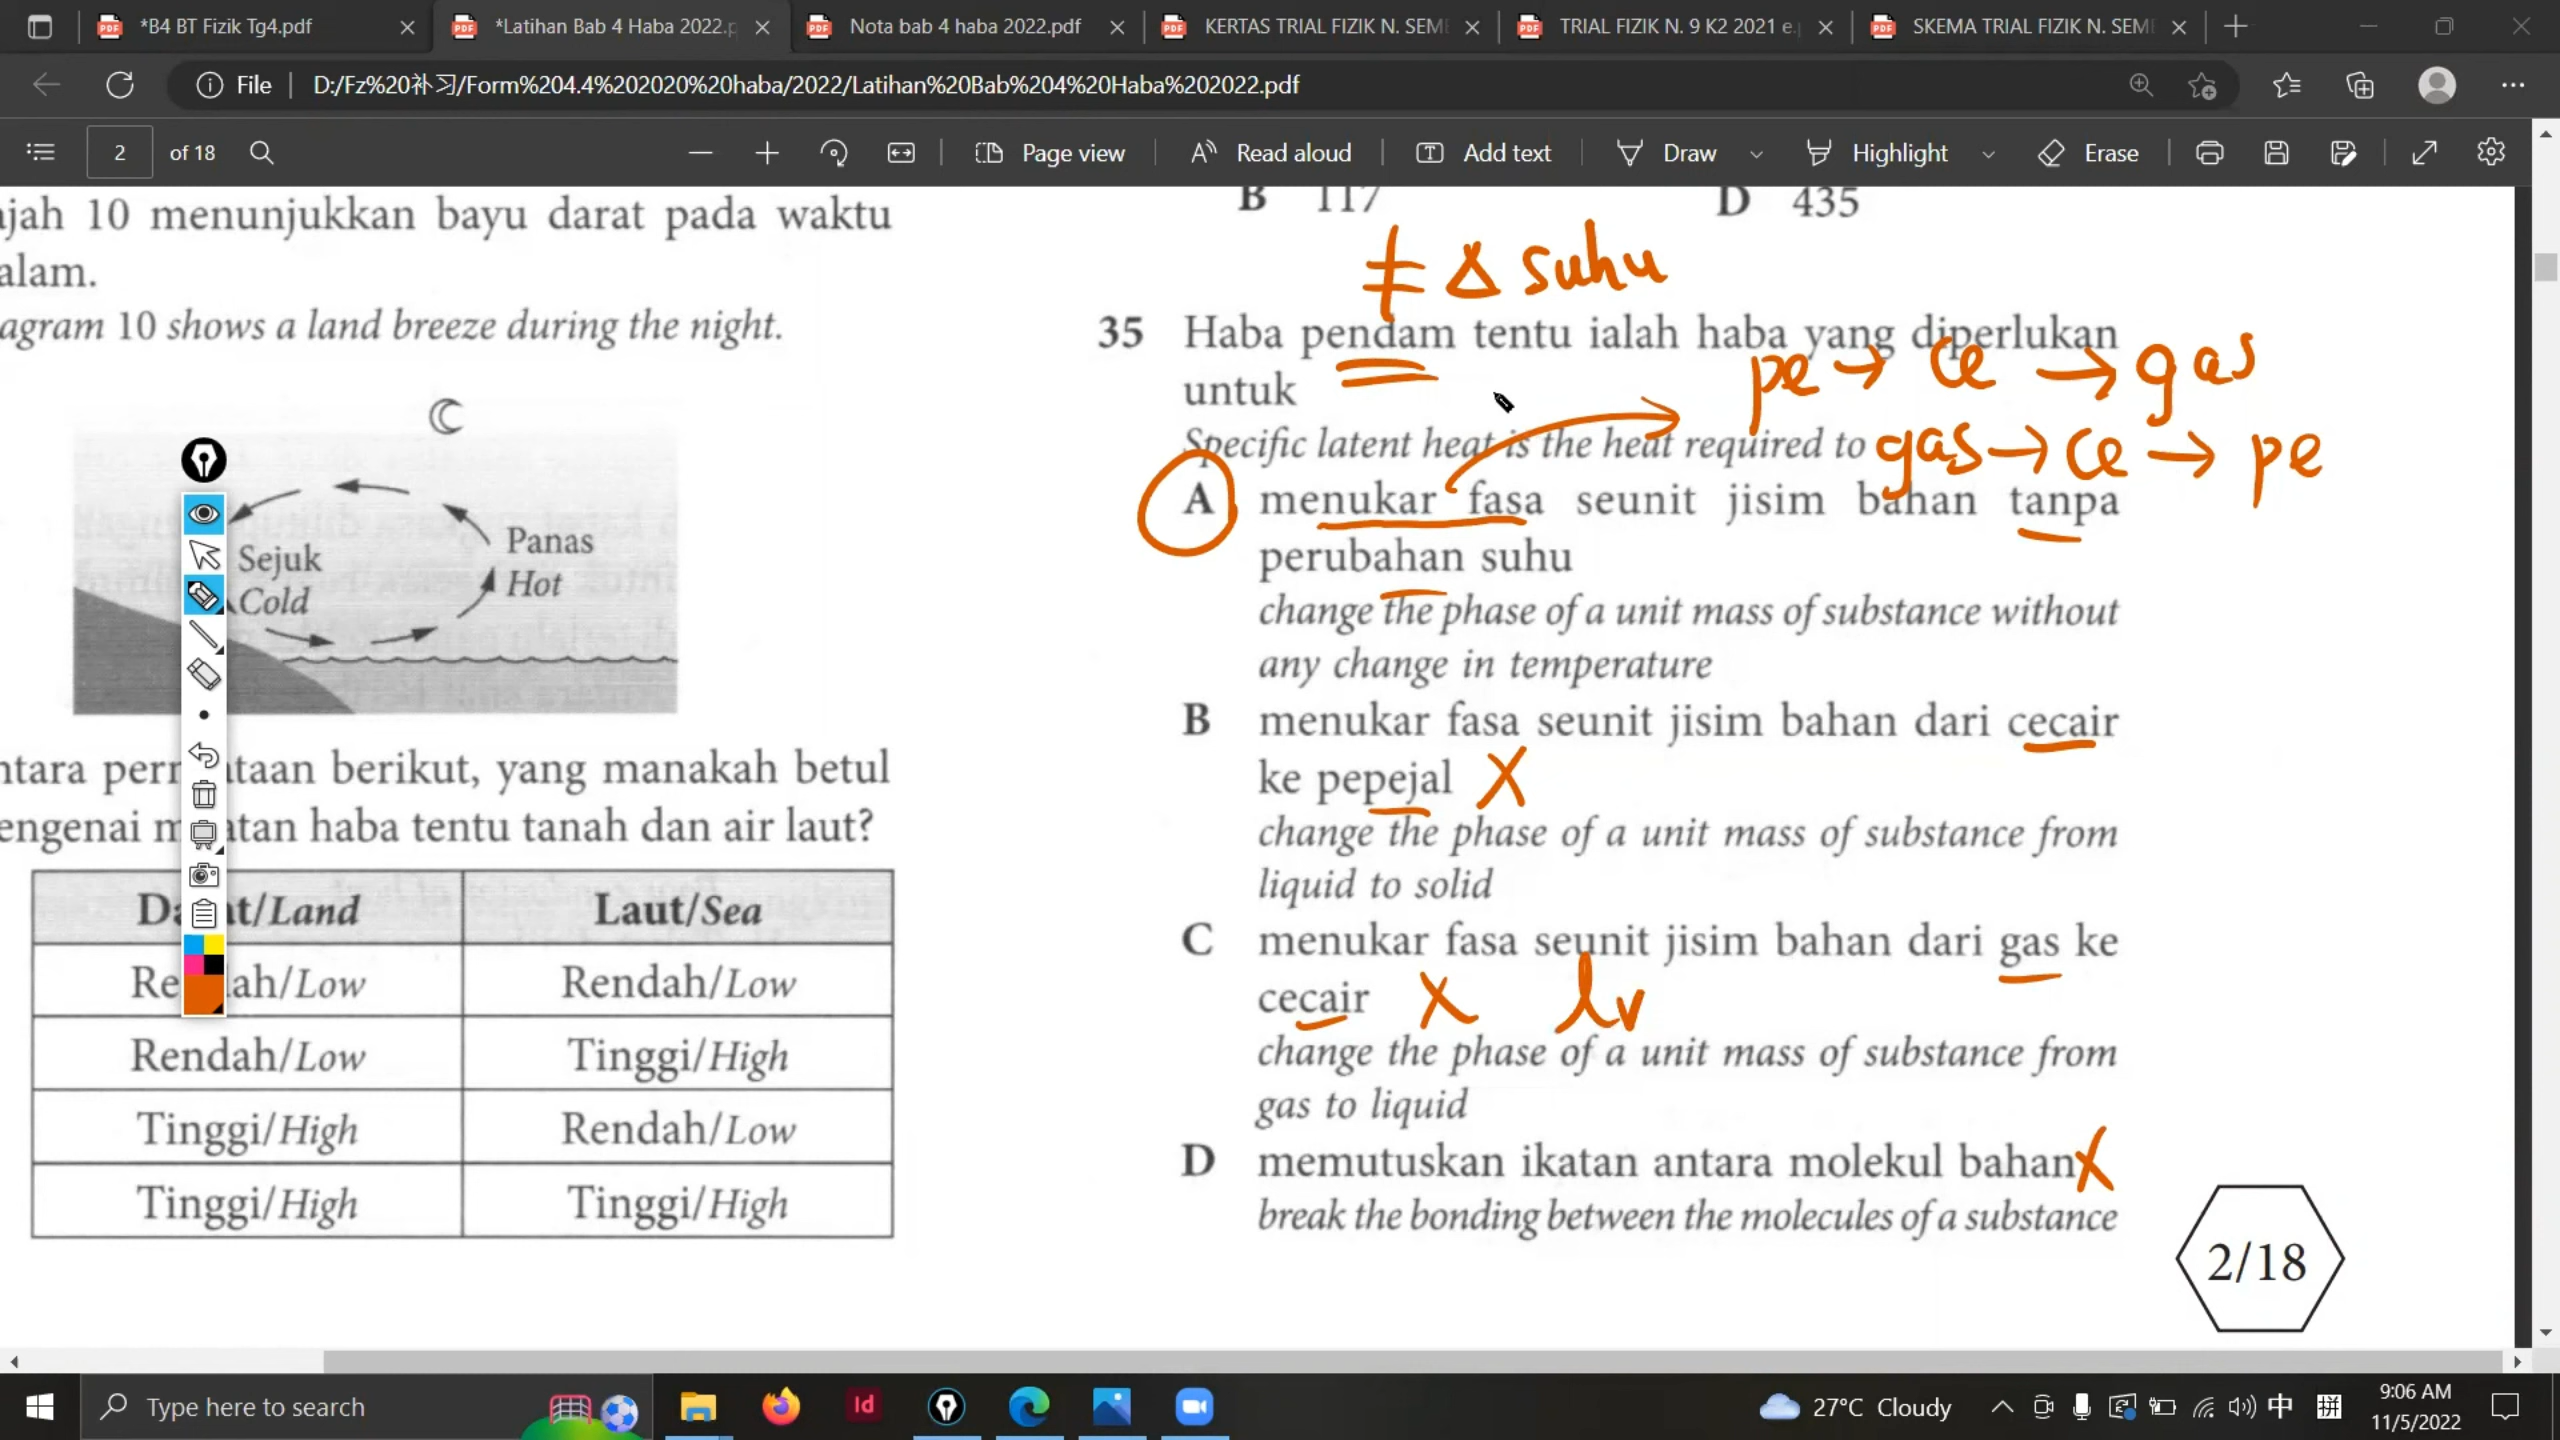 *B4 BT Fizik Tg4.pdf
*Latihan Bab 4 Haba 2022.p
Nota bab 4 haba 2022.pdf
KERTAS TRIAL FIZIK N. SEM
TRIAL FIZIK N. 9 K2 2021 e.
SKEMA TRIAL FIZIK N. SEM
File
D:/Fz%20补习/Form%204.4%202020%20haba/2022/Latihan%20Bab%204%20Haba%202022.pdf
2 of 18
Page view
Read aloud
Add text
Draw
Highlight
Erase
ajah 10 menunjukkan bayu darat pada waktu
alam.
agram 10 shows a land breeze during the night.
Sejuk
Cold
Panas
Hot
ntara per taan berikut, yang manakah betul
engenai m atan haba tentu tanah dan air laut?
Da t/Land Laut/Sea
Re ah/Low Rendah/Low
Rendah/Low Tinggi/High
Tinggi/High Rendah/Low
Tinggi/High Tinggi/High
B 117 D 435
≠ Δ suhu
35 Haba pendam tentu ialah haba yang diperlukan
untuk
pe → ce → gas
Specific latent heat is the heat required to
gas → ce → pe
A menukar fasa seunit jisim bahan tanpa
perubahan suhu
change the phase of a unit mass of substance without
any change in temperature
B menukar fasa seunit jisim bahan dari cecair
ke pepejal X
change the phase of a unit mass of substance from
liquid to solid
C menukar fasa seunit jisim bahan dari gas ke
cecair X lv
change the phase of a unit mass of substance from
gas to liquid
D memutuskan ikatan antara molekul bahan X
break the bonding between the molecules of a substance
2/18
Type here to search
Id
27°C Cloudy
中
拼
9:06 AM
11/5/2022